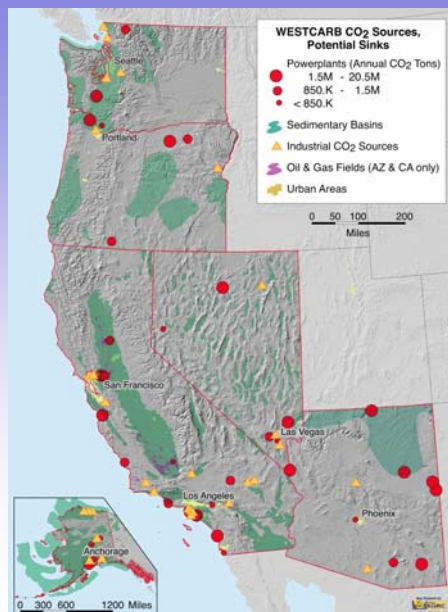 WESTCARB CO2 Sources,
Potential Sinks
Powerplants (Annual CO2 Tons)
1.5M - 20.5M
850.K - 1.5M
< 850.K
Sedimentary Basins
Industrial CO2 Sources
Oil & Gas Fields (AZ & CA only)
Urban Areas
0 50 100 200
Miles
Seattle
Portland
San Francisco
Las Vegas
Los Angeles
Phoenix
Anchorage
0 300 600 1200 Miles